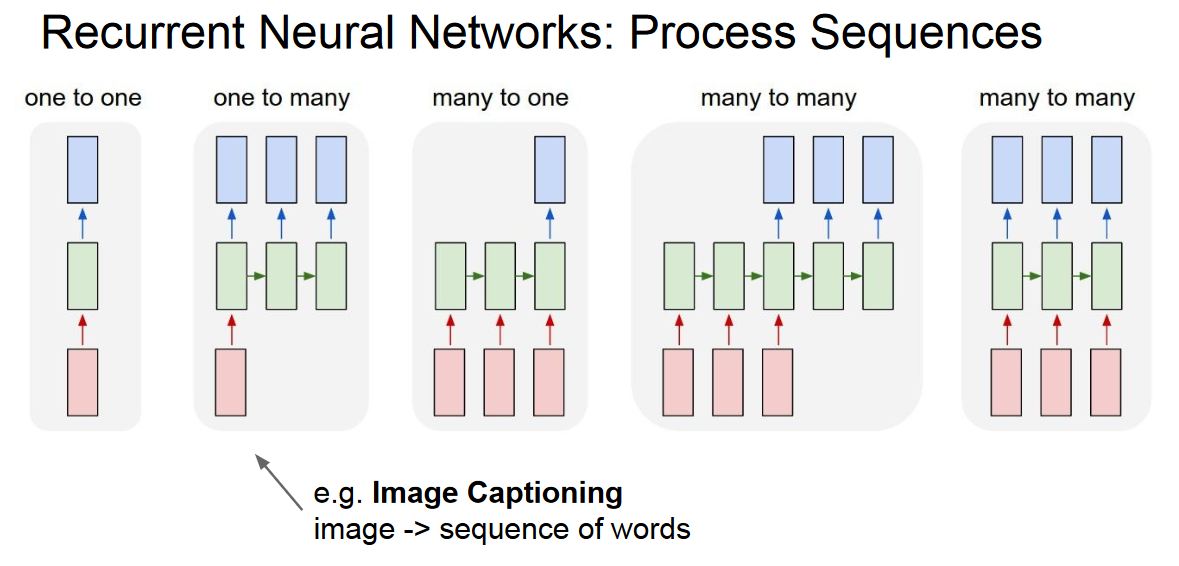 Recurrent Neural Networks: Process Sequences
one to one
one to many
many to one
many to many
many to many
e.g. Image Captioning
image -> sequence of words